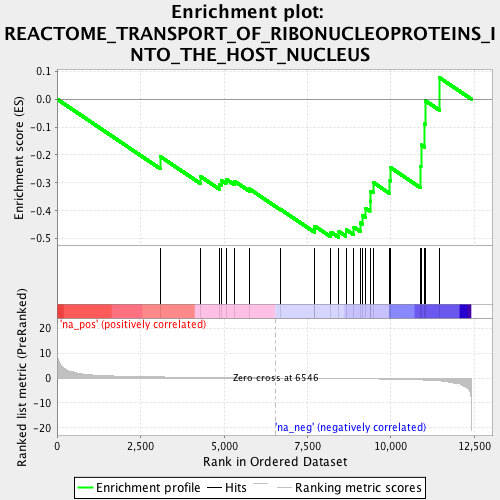 Enrichment plot:
REACTOME_TRANSPORT_OF_RIBONUCLEOPROTEINS_I
NTO_THE_HOST_NUCLEUS
Enrichment score (ES)
0.1
0.0
-0.1
-0.2
-0.3
-0.4
-0.5
'na_pos' (positively correlated)
Ranked list metric (PreRanked)
20
10
0
-10
-20
Zero cross at 6546
'na_neg' (negatively correlated)
0
2,500
5,000
7,500
10,000
12,500
Rank in Ordered Dataset
Enrichment profile
Hits
Ranking metric scores